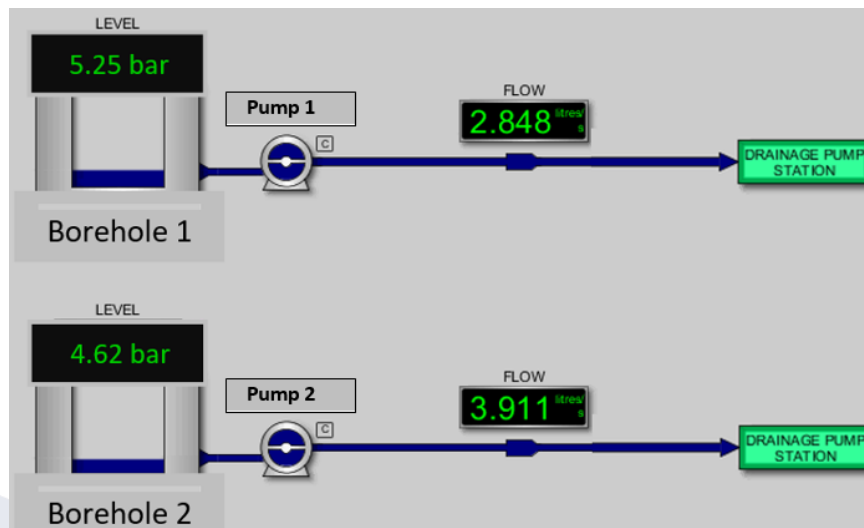 LEVEL
5.25 bar
Pump 1
C
FLOW
2.848 litres/
s
DRAINAGE PUMP
STATION
Borehole 1
LEVEL
4.62 bar
Pump 2
C
FLOW
3.911 litres/
s
DRAINAGE PUMP
STATION
Borehole 2